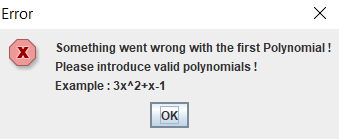 Error
Something went wrong with the first Polynomial !
Please introduce valid polynomials !
Example : 3x^2+x-1
OK